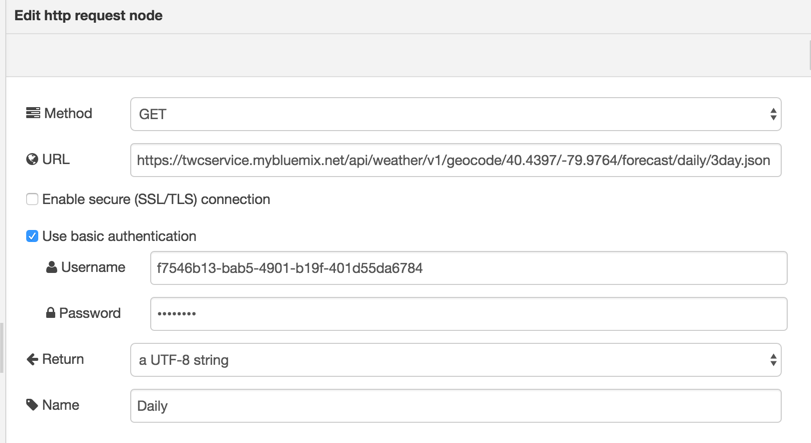 Edit http request node
Method
GET
URL
https://twcservice.mybluemix.net/api/weather/v1/geocode/40.4397/-79.9764/forecast/daily/3day.json
Enable secure (SSL/TLS) connection
Use basic authentication
Username
f7546b13-bab5-4901-b19f-401d55da6784
Password
••••••••
Return
a UTF-8 string
Name
Daily